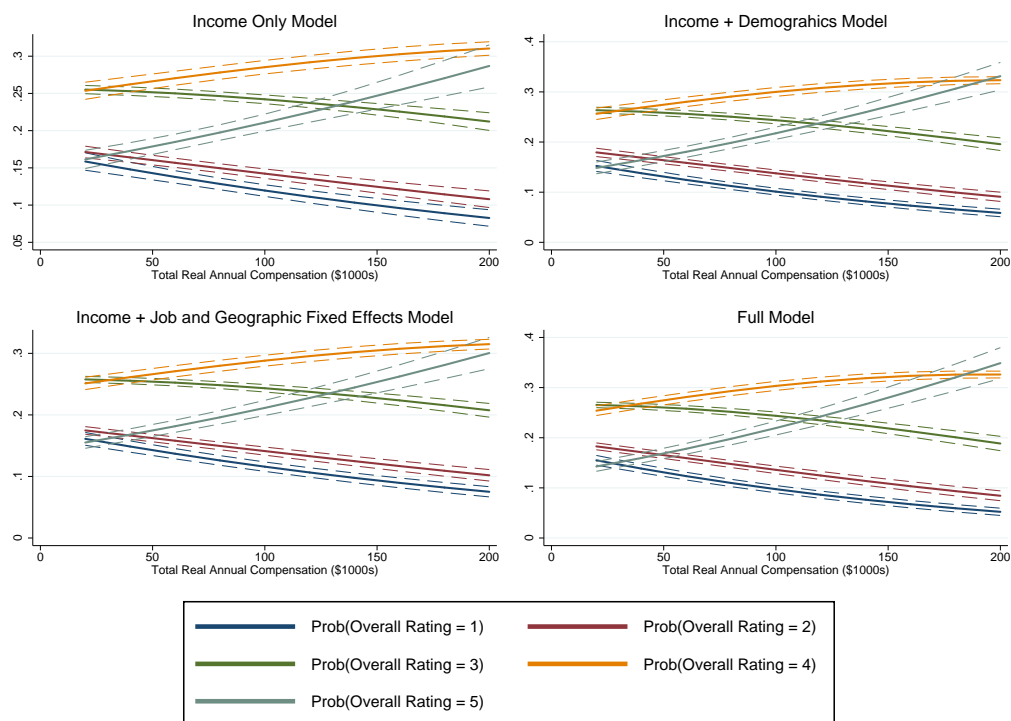 Income Only Model
.05 .1 .15 .2 .25 .3
0 50 100 150 200
Total Real Annual Compensation ($1000s)
Income + Demograhics Model
0 .1 .2 .3 .4
0 50 100 150 200
Total Real Annual Compensation ($1000s)
Income + Job and Geographic Fixed Effects Model
0 .1 .2 .3
0 50 100 150 200
Total Real Annual Compensation ($1000s)
Full Model
0 .1 .2 .3 .4
0 50 100 150 200
Total Real Annual Compensation ($1000s)
Prob(Overall Rating = 1) Prob(Overall Rating = 2)
Prob(Overall Rating = 3) Prob(Overall Rating = 4)
Prob(Overall Rating = 5)